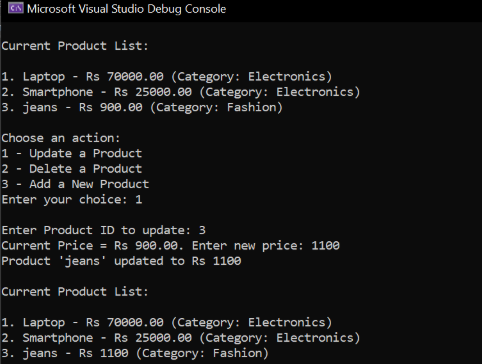 Microsoft Visual Studio Debug Console
Current Product List:
1. Laptop - Rs 70000.00 (Category: Electronics)
2. Smartphone - Rs 25000.00 (Category: Electronics)
3. jeans - Rs 900.00 (Category: Fashion)
Choose an action:
1 - Update a Product
2 - Delete a Product
3 - Add a New Product
Enter your choice: 1
Enter Product ID to update: 3
Current Price = Rs 900.00. Enter new price: 1100
Product 'jeans' updated to Rs 1100
Current Product List:
1. Laptop - Rs 70000.00 (Category: Electronics)
2. Smartphone - Rs 25000.00 (Category: Electronics)
3. jeans - Rs 1100 (Category: Fashion)